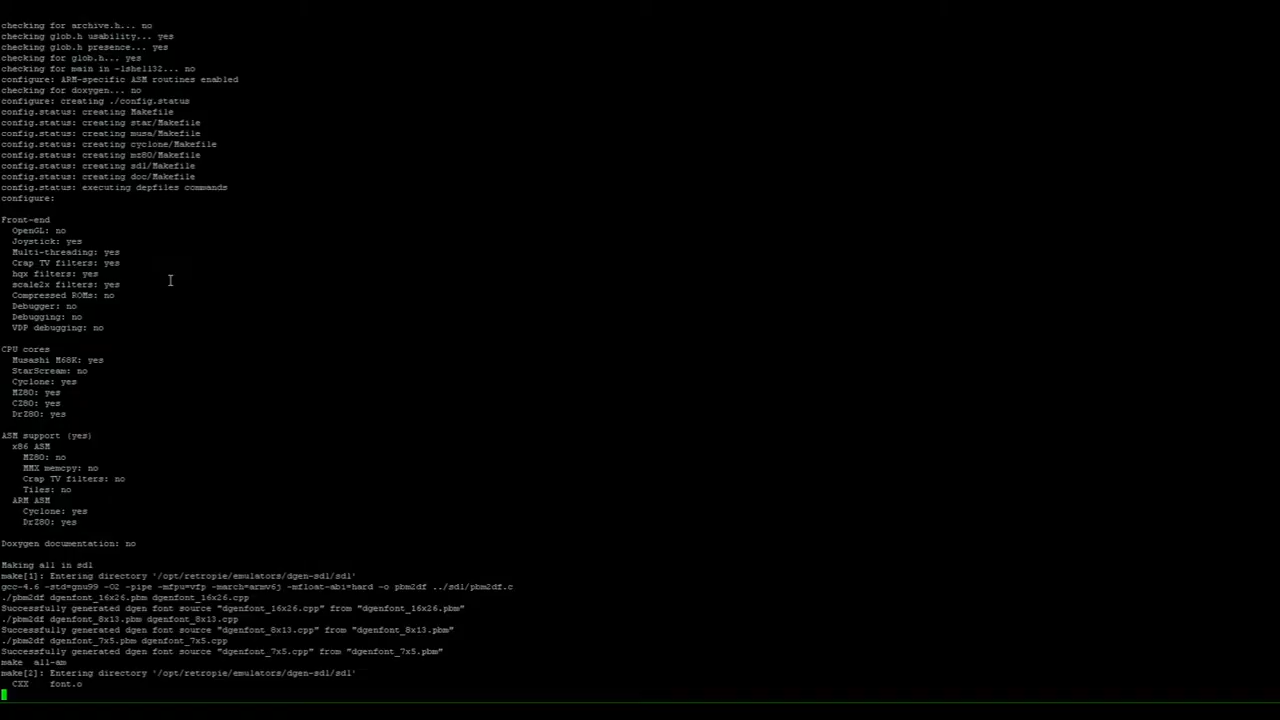 checking for archive.h... no
checking glob.h usability... yes
checking glob.h presence... yes
checking for glob.h... yes
checking for main in -lshell32... no
configure: ARM-specific ASM routines enabled
checking for doxygen... no
configure: creating ./config.status
config.status: creating Makefile
config.status: creating star/Makefile
config.status: creating musa/Makefile
config.status: creating cyclone/Makefile
config.status: creating mz80/Makefile
config.status: creating sdl/Makefile
config.status: creating doc/Makefile
config.status: executing depfiles commands
configure:
Front-end
OpenGL: no
Joystick: yes
Multi-threading: yes
Crap TV filters: yes
hqx filters: yes
scale2x filters: yes
Compressed ROMs: no
Debugger: no
Debugging: no
VDP debugging: no
CPU cores
Musashi M68K: yes
StarScream: no
Cyclone: yes
MZ80: yes
CZ80: yes
DrZ80: yes
ASM support (yes)
x86 ASM
MZ80: no
MMX memcpy: no
Crap TV filters: no
Tiles: no
ARM ASM
Cyclone: yes
DrZ80: yes
Doxygen documentation: no
Making all in sdl
make[1]: Entering directory '/opt/retropie/emulators/dgen-sdl/sdl'
gcc-4.6 -std=gnu99 -O2 -pipe -mfpu=vfp -march=armv6j -mfloat-abi=hard -o pbm2df ../sdl/pbm2df.c
./pbm2df dgenfont_16x26.pbm dgenfont_16x26.cpp
Successfully generated dgen font source "dgenfont_16x26.cpp" from "dgenfont_16x26.pbm"
./pbm2df dgenfont_8x13.pbm dgenfont_8x13.cpp
Successfully generated dgen font source "dgenfont_8x13.cpp" from "dgenfont_8x13.pbm"
./pbm2df dgenfont_7x5.pbm dgenfont_7x5.cpp
Successfully generated dgen font source "dgenfont_7x5.cpp" from "dgenfont_7x5.pbm"
make  all-am
make[2]: Entering directory '/opt/retropie/emulators/dgen-sdl/sdl'
CXX    font.o